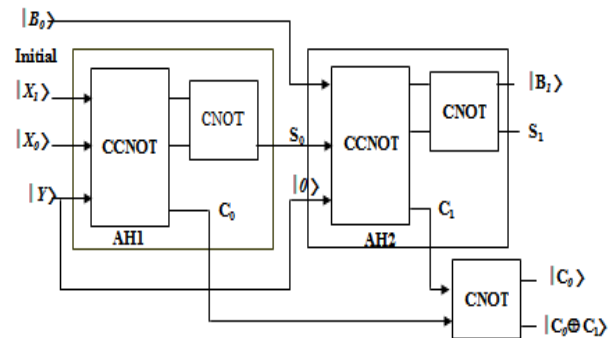 |B₀⟩
Initial
|X₁⟩
|X₀⟩
|Y⟩
CCNOT
CNOT
S₀
C₀
AH1
|0⟩
CCNOT
CNOT
|B₁⟩
S₁
C₁
AH2
CNOT
|C₀⟩
|C₀⊕C₁⟩